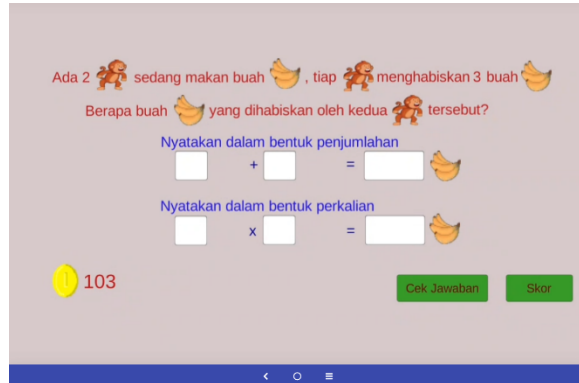 Ada 2 sedang makan buah , tiap menghabiskan 3 buah
Berapa buah yang dihabiskan oleh kedua tersebut?
Nyatakan dalam bentuk penjumlahan
+ =
Nyatakan dalam bentuk perkalian
x =
103
Cek Jawaban Skor